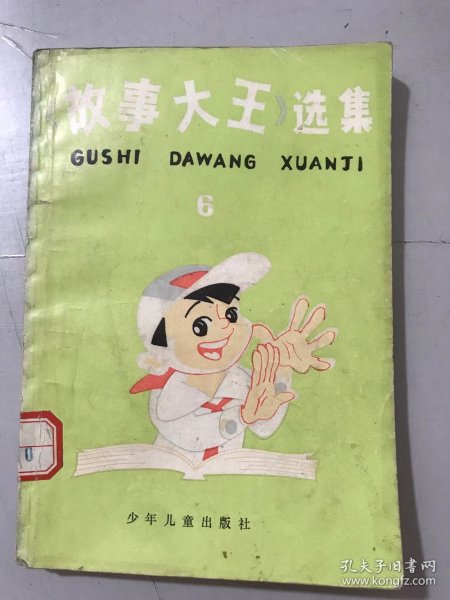 《故事大王》选集
GUSHI DAWANG XUANJI
6
0
少年儿童出版社
孔夫子旧书网
www.kongfz.com